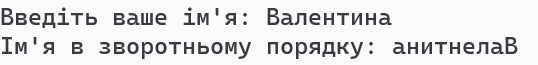 Введіть ваше ім'я: Валентина
Ім'я в зворотньому порядку: анитнелаВ